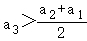 a₃ > (a₂+a₁)/2